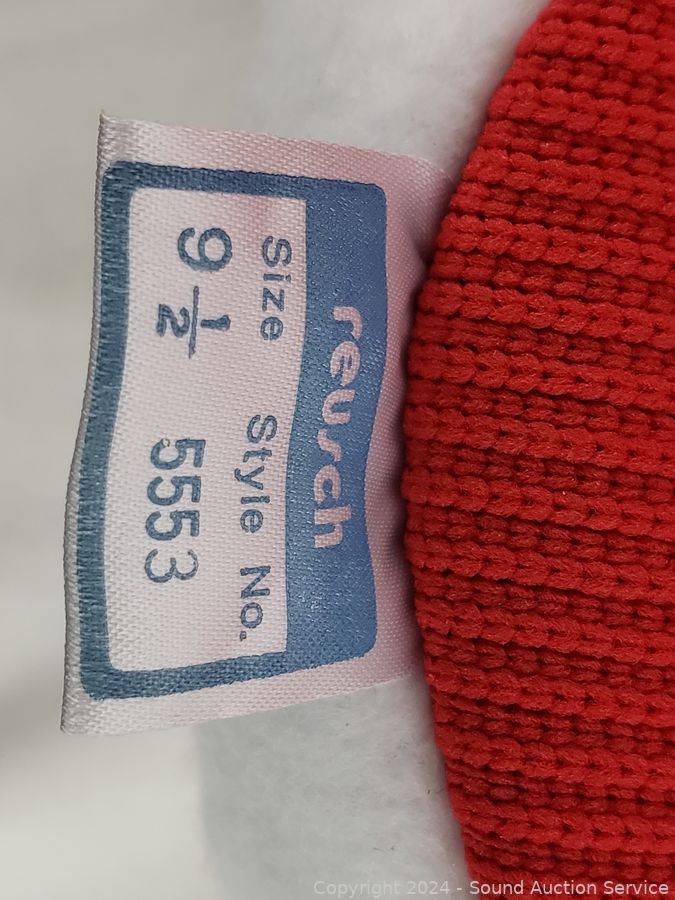 reusch
Size Style No.
9 1/2 5553
Copyright 2024 - Sound Auction Service